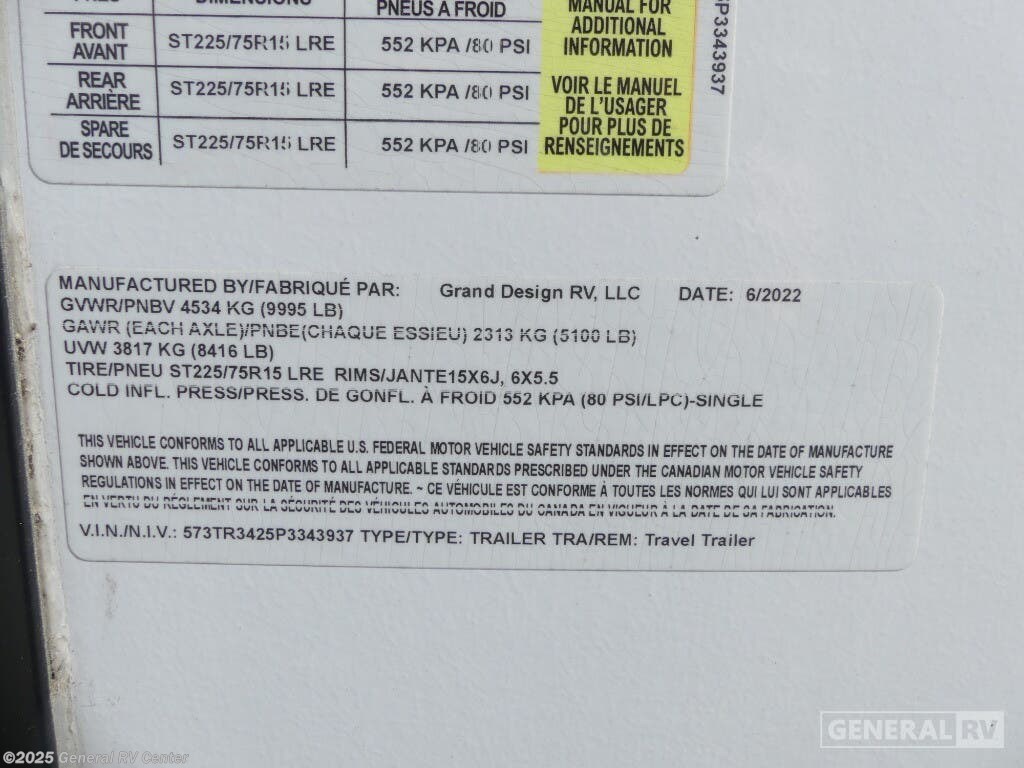 DIMENSIONS PNEUS À FROID
MANUAL FOR
ADDITIONAL
INFORMATION
FRONT
AVANT
ST225/75R15 LRE 552 KPA /80 PSI
REAR
ARRIÈRE
ST225/75R15 LRE 552 KPA /80 PSI
SPARE
DE SECOURS
ST225/75R15 LRE 552 KPA /80 PSI
VOIR LE MANUEL
DE L'USAGER
POUR PLUS DE
RENSEIGNEMENTS
P3343937
MANUFACTURED BY/FABRIQUÉ PAR: Grand Design RV, LLC DATE: 6/2022
GVWR/PNBV 4534 KG (9995 LB)
GAWR (EACH AXLE)/PNBE(CHAQUE ESSIEU) 2313 KG (5100 LB)
UVW 3817 KG (8416 LB)
TIRE/PNEU ST225/75R15 LRE RIMS/JANTE15X6J, 6X5.5
COLD INFL. PRESS/PRESS. DE GONFL. À FROID 552 KPA (80 PSI/LPC)-SINGLE
THIS VEHICLE CONFORMS TO ALL APPLICABLE U.S. FEDERAL MOTOR VEHICLE SAFETY STANDARDS IN EFFECT ON THE DATE OF MANUFACTURE
SHOWN ABOVE. THIS VEHICLE CONFORMS TO ALL APPLICABLE STANDARDS PRESCRIBED UNDER THE CANADIAN MOTOR VEHICLE SAFETY
REGULATIONS IN EFFECT ON THE DATE OF MANUFACTURE. ~ CE VÉHICULE EST CONFORME À TOUTES LES NORMES QUI LUI SONT APPLICABLES
EN VERTU DU RÉGLEMENT SUR LA SÉCURITÉ DES VÉHICULES AUTOMOBILES DU CANADA EN VIGUEUR À LA DATE DE SA FABRICATION.
V.I.N./N.I.V.: 573TR3425P3343937 TYPE/TYPE: TRAILER TRA/REM: Travel Trailer
GENERAL RV
©2025 General RV Center